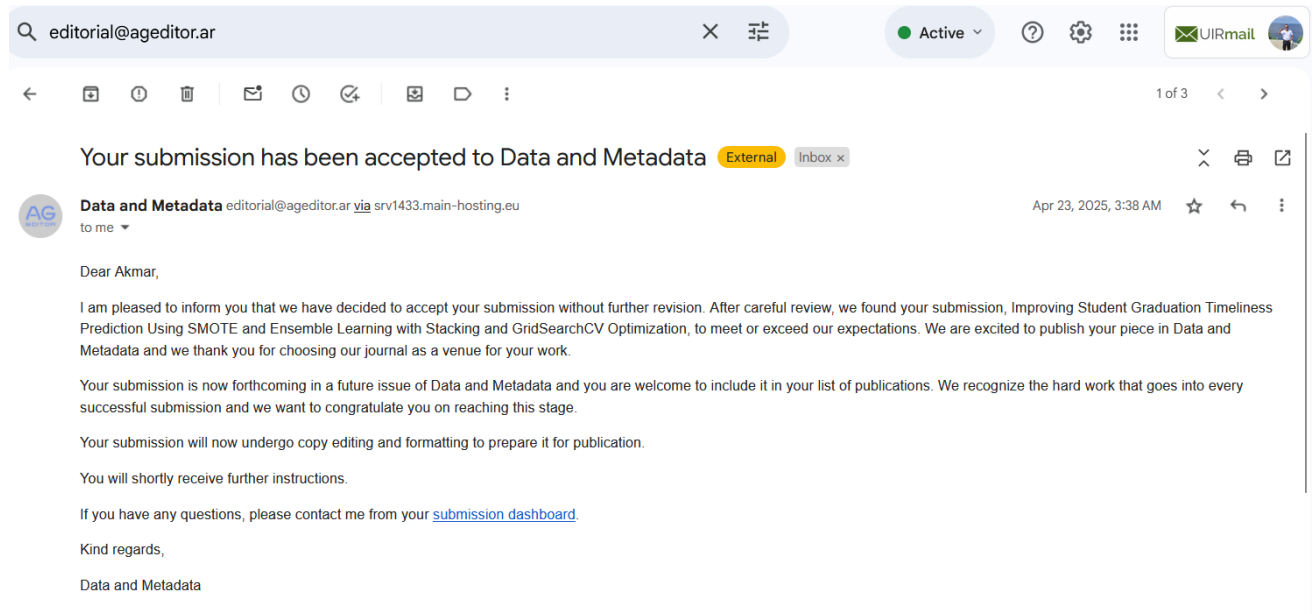 editorial@ageditor.ar
Active
UIRmail
1 of 3
Your submission has been accepted to Data and Metadata External Inbox ×
AG
EDITOR
Data and Metadata editorial@ageditor.ar via srv1433.main-hosting.eu
Apr 23, 2025, 3:38 AM
to me
Dear Akmar,
I am pleased to inform you that we have decided to accept your submission without further revision. After careful review, we found your submission, Improving Student Graduation Timeliness
Prediction Using SMOTE and Ensemble Learning with Stacking and GridSearchCV Optimization, to meet or exceed our expectations. We are excited to publish your piece in Data and
Metadata and we thank you for choosing our journal as a venue for your work.
Your submission is now forthcoming in a future issue of Data and Metadata and you are welcome to include it in your list of publications. We recognize the hard work that goes into every
successful submission and we want to congratulate you on reaching this stage.
Your submission will now undergo copy editing and formatting to prepare it for publication.
You will shortly receive further instructions.
If you have any questions, please contact me from your submission dashboard.
Kind regards,
Data and Metadata